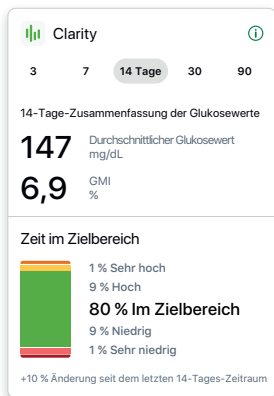 Clarity
3 7 14 Tage 30 90
14-Tage-Zusammenfassung der Glukosewerte
147 Durchschnittlicher Glukosewert
mg/dL
6,9 GMI
%
Zeit im Zielbereich
1 % Sehr hoch
9 % Hoch
80 % Im Zielbereich
9 % Niedrig
1 % Sehr niedrig
+10 % Änderung seit dem letzten 14-Tages-Zeitraum